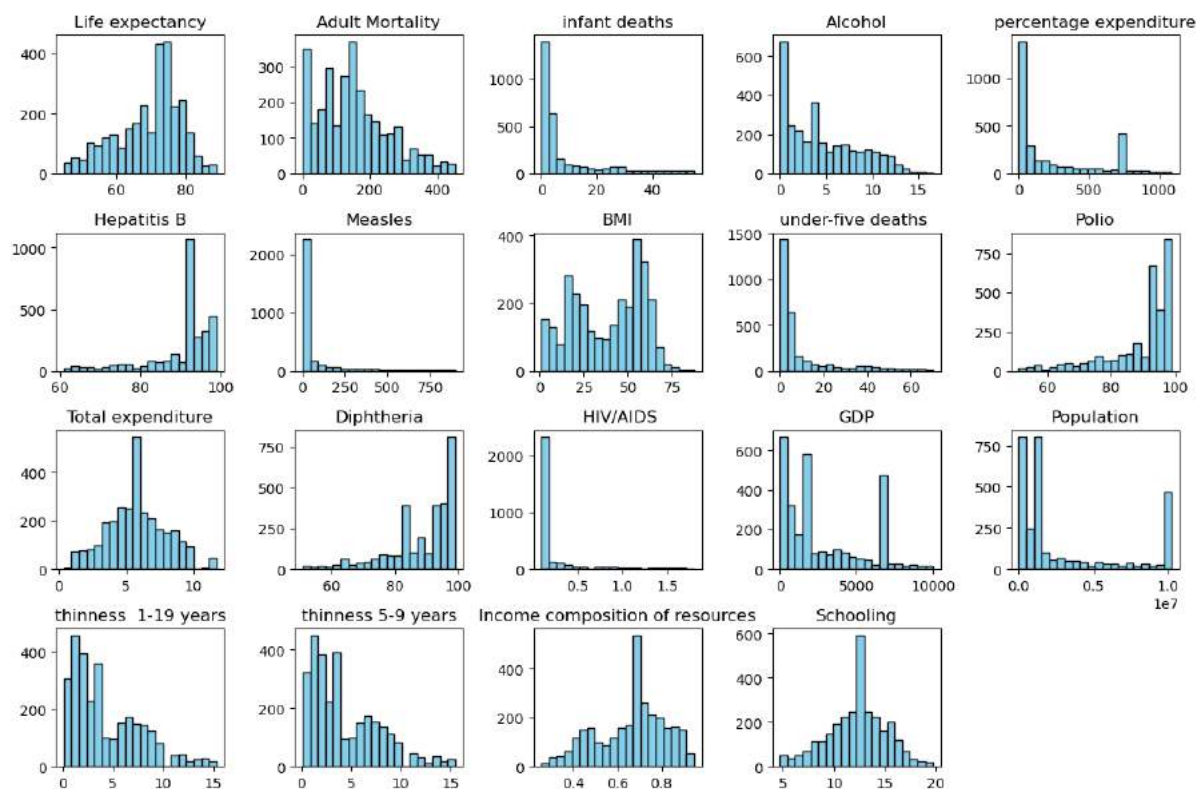 Life expectancy Adult Mortality infant deaths Alcohol percentage expenditure
400 200 0 60 80
300 200 100 0 0 200 400
1000 500 0 0 20 40
600 400 200 0 0 5 10 15
1000 500 0 0 500 1000
Hepatitis B Measles BMI under-five deaths Polio
1000 500 0 60 80 100
2000 1500 1000 500 0 0 250 500 750
400 200 0 0 25 50 75
1500 1000 500 0 0 20 40 60
750 500 250 0 60 80 100
Total expenditure Diphtheria HIV/AIDS GDP Population
400 200 0 0 5 10
750 500 250 0 60 80 100
2000 1000 0 0.5 1.0 1.5
600 400 200 0 0 5000 10000
750 500 250 0 0.0 0.5 1.0
1e7
thinness  1-19 years thinness 5-9 years Income composition of resources Schooling
400 200 0 0 5 10 15
400 200 0 0 5 10 15
400 200 0 0.4 0.6 0.8
600 400 200 0 5 10 15 20